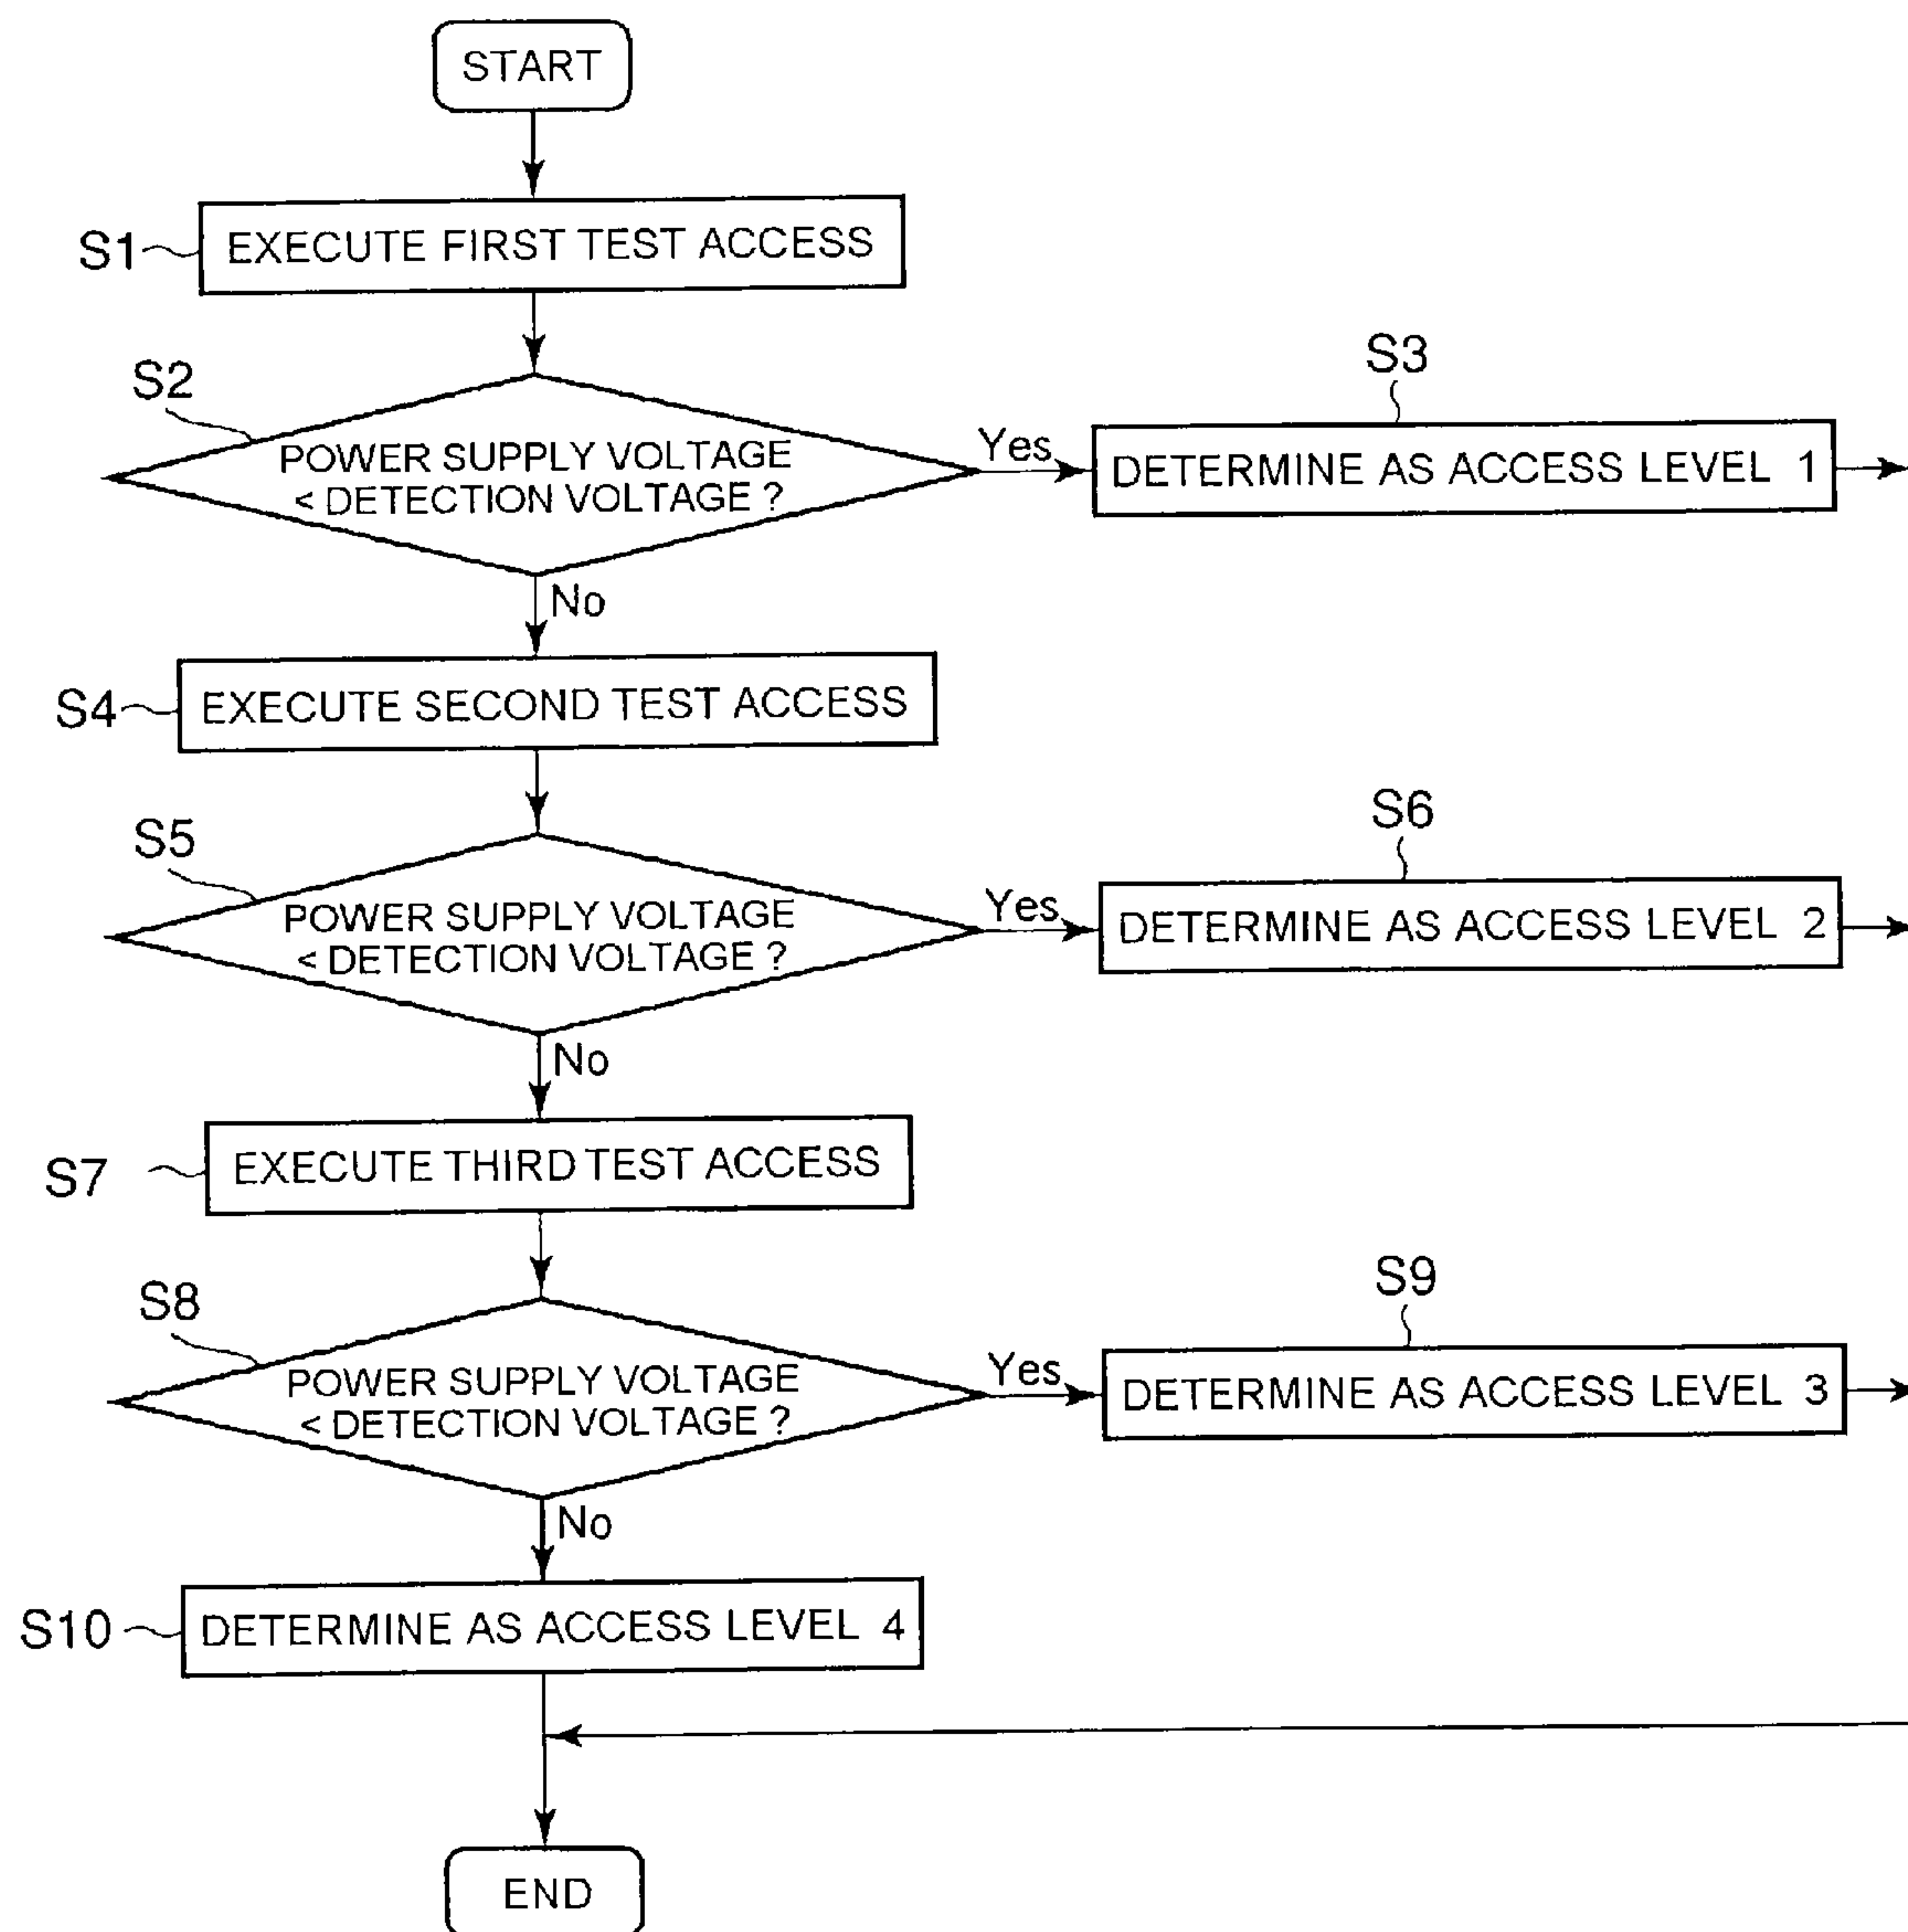 START
S1
EXECUTE FIRST TEST ACCESS
S2
POWER SUPPLY VOLTAGE
< DETECTION VOLTAGE ?
Yes
S3
DETERMINE AS ACCESS LEVEL 1
No
S4
EXECUTE SECOND TEST ACCESS
S5
POWER SUPPLY VOLTAGE
< DETECTION VOLTAGE ?
Yes
S6
DETERMINE AS ACCESS LEVEL 2
No
S7
EXECUTE THIRD TEST ACCESS
S8
POWER SUPPLY VOLTAGE
< DETECTION VOLTAGE ?
Yes
S9
DETERMINE AS ACCESS LEVEL 3
No
S10
DETERMINE AS ACCESS LEVEL 4
END